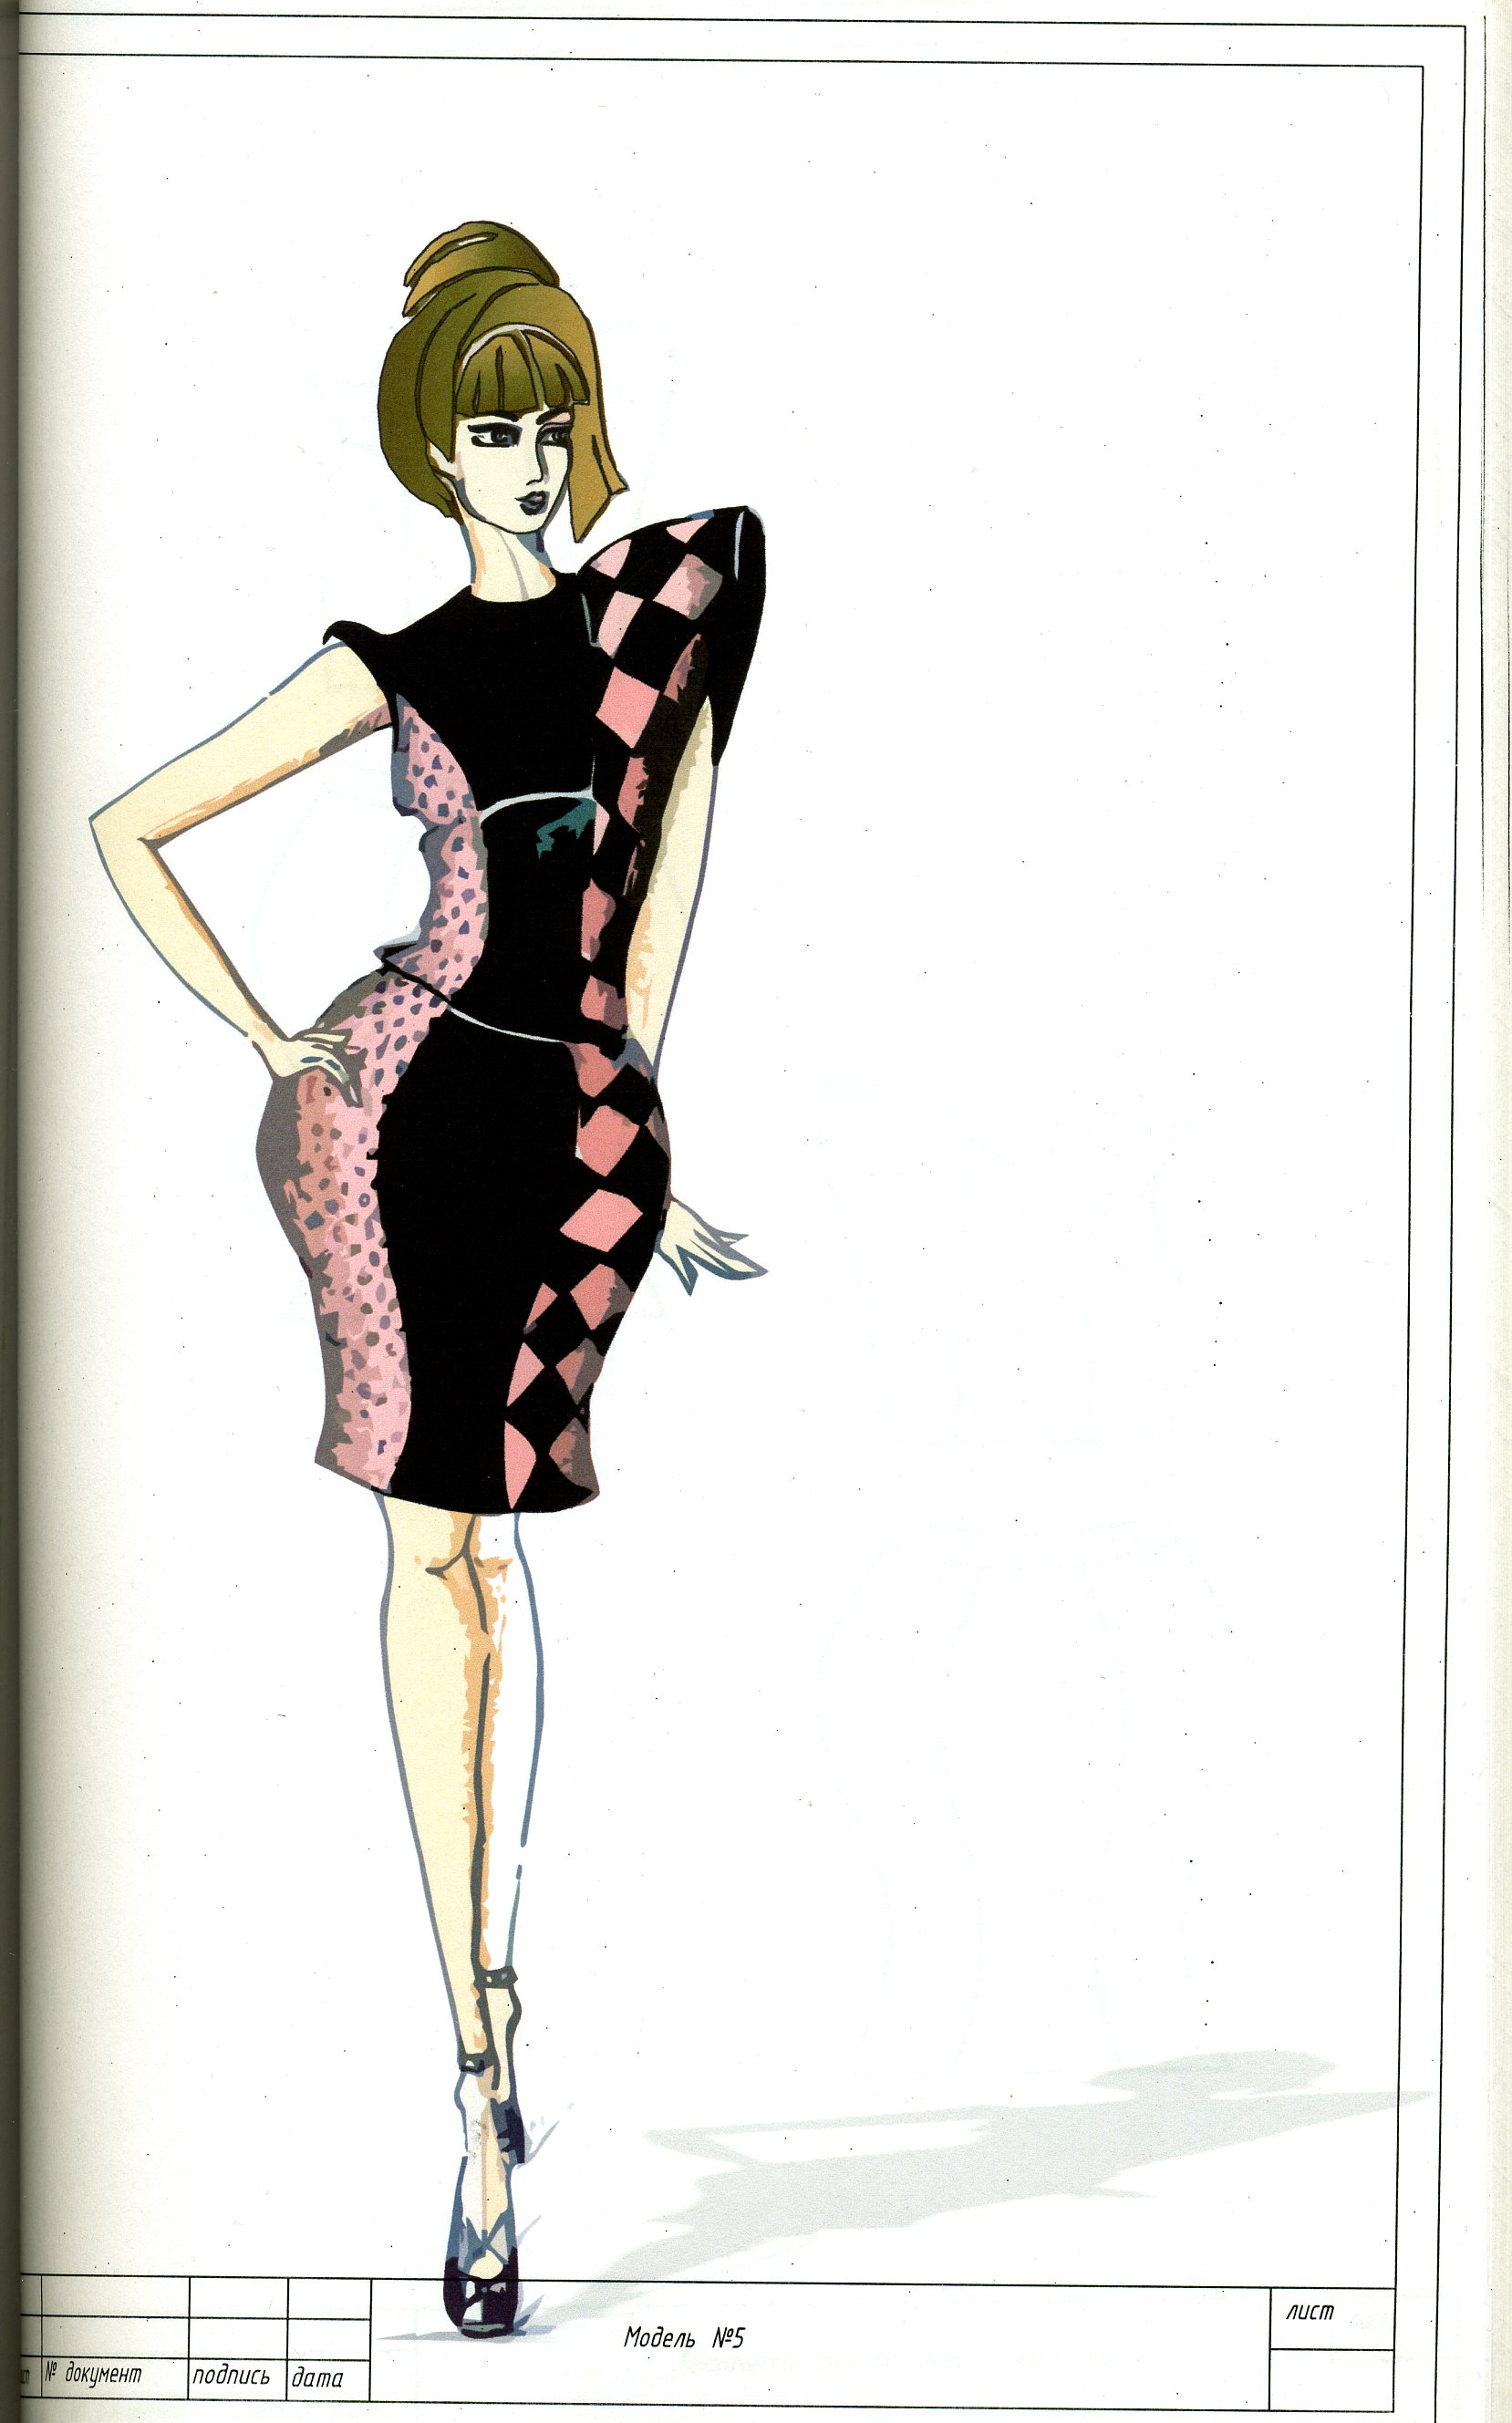 лист
Модель №5
№ документ подпись дата